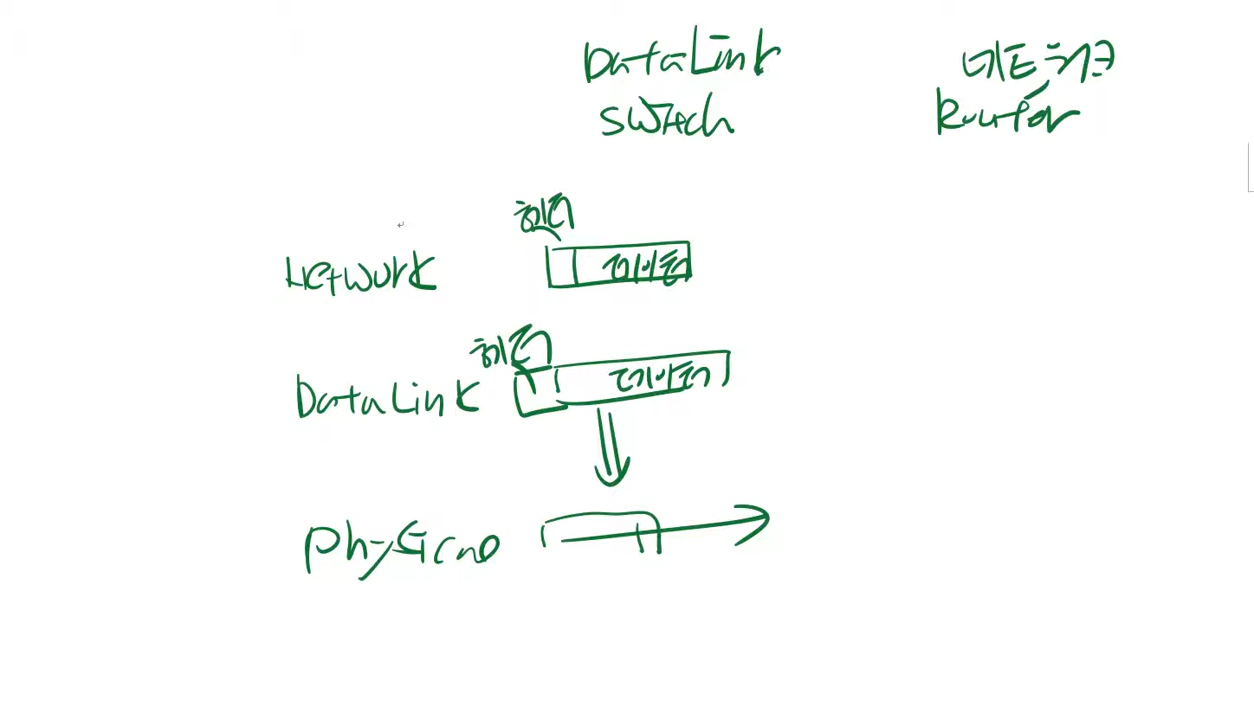 DataLink 네트워크
Switch Router
헤더
Network 데이터
헤더
DataLink 데이터
Physical